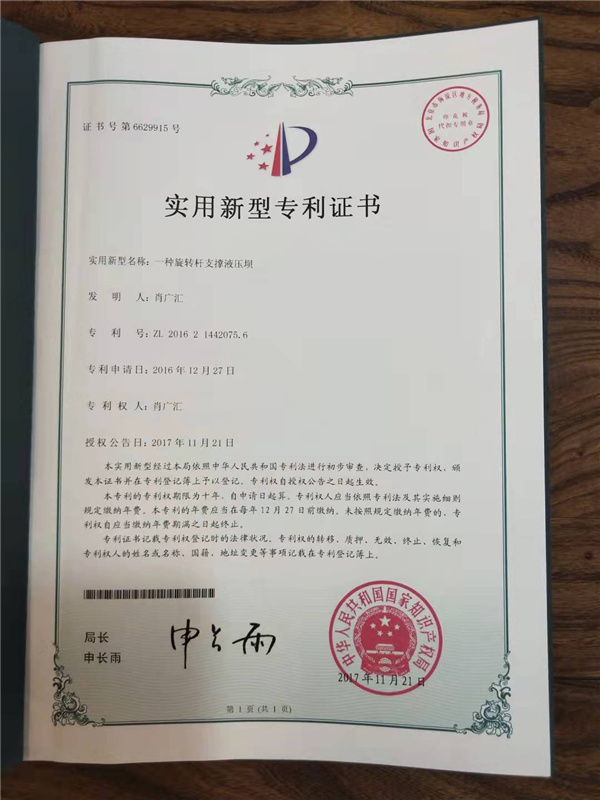 证书号第6629915号
实用新型专利证书
实用新型名称：一种旋转杆支撑液压坝
发明人：肖广汇
专利号：ZL 2016 2 1442075.6
专利申请日：2016年12月27日
专利权人：肖广汇
授权公告日：2017年11月21日
本实用新型经过本局依照中华人民共和国专利法进行初步审查，决定授予专利权，颁
发本证书并在专利登记簿上予以登记。专利权自授权公告之日起生效。
本专利的专利权期限为十年，自申请日起算。专利权人应当依照专利法及其实施细则
规定缴纳年费。本专利的年费应当在每年12月27日前缴纳。未按照规定缴纳年费的，专
利权自应当缴纳年费期满之日起终止。
专利证书记载专利权登记时的法律状况。专利权的转移、质押、无效、终止、恢复和
专利权人的姓名或名称、国籍、地址变更等事项记载在专利登记簿上。
局长
申长雨
申长雨
中华人民共和国国家知识产权局
2017年11月21日
第1页（共1页）